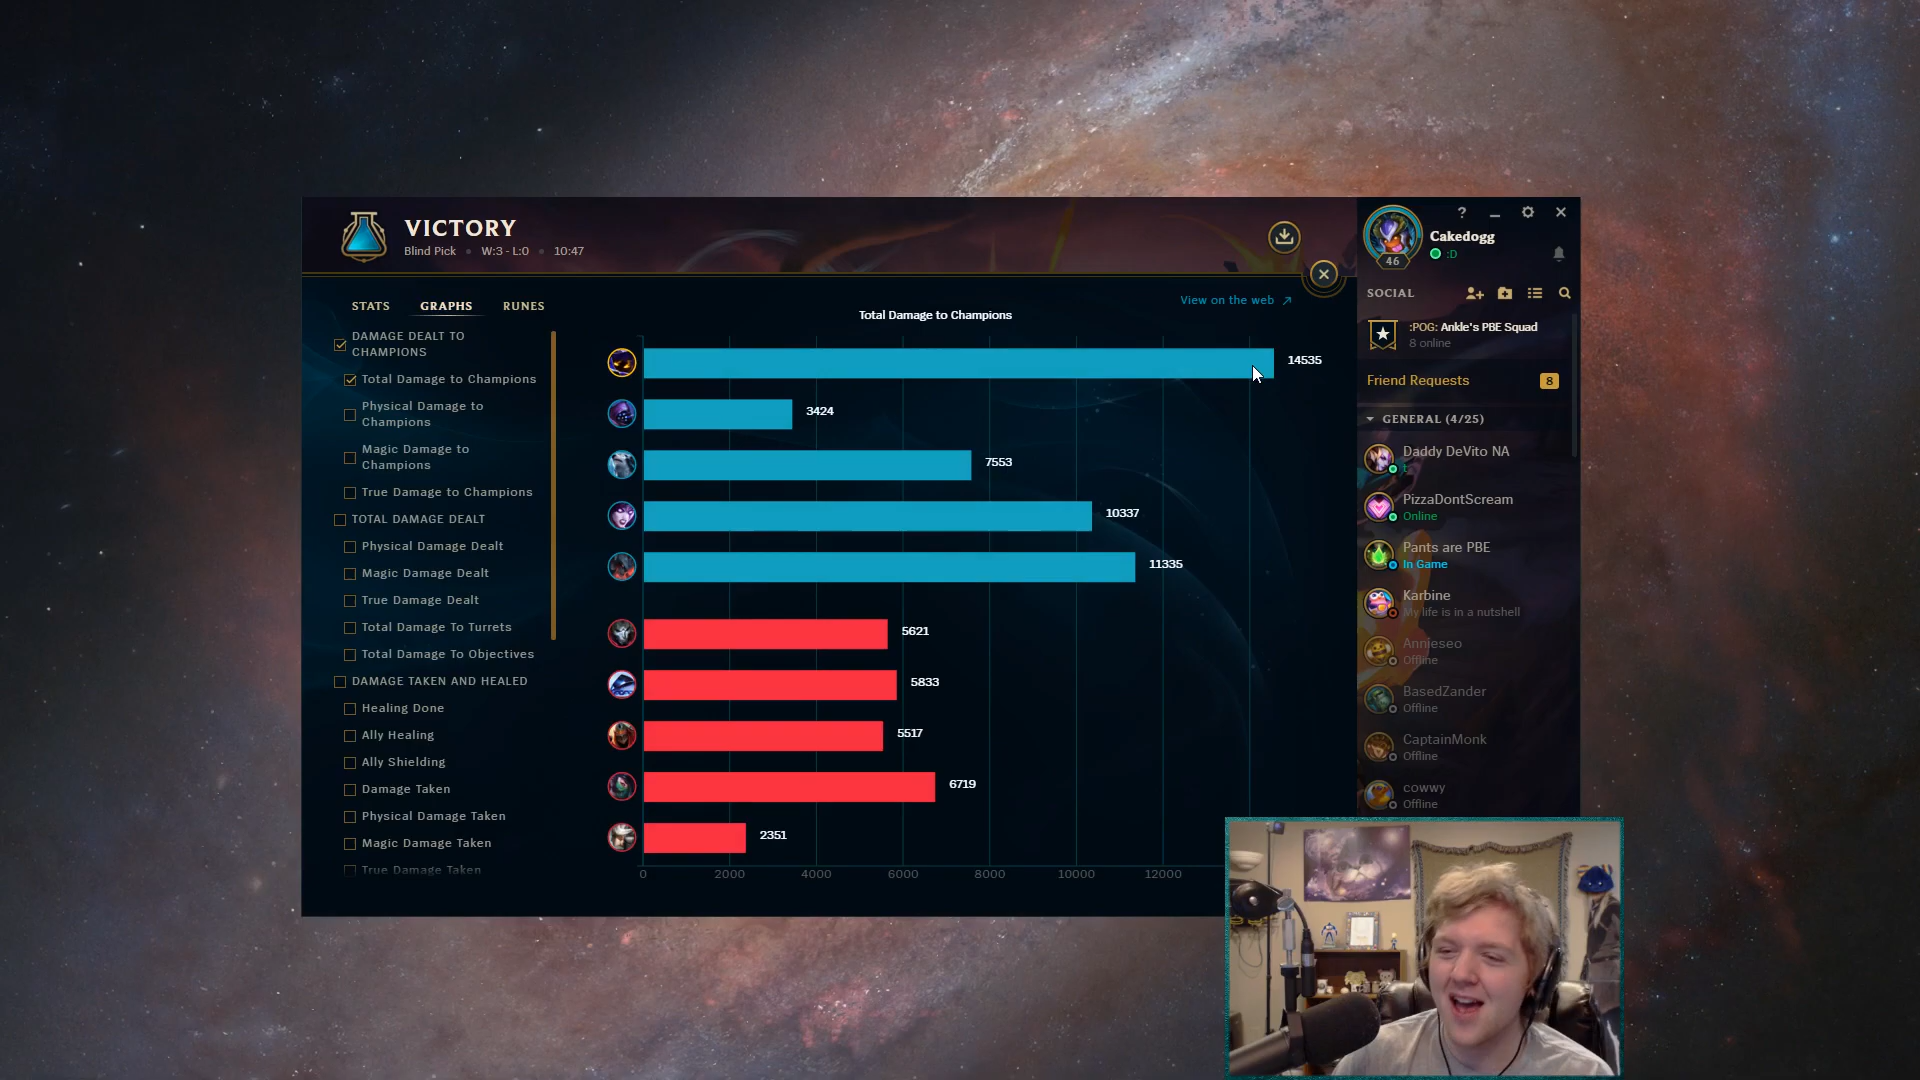 VICTORY
Blind Pick • W:3 - L:0 • 10:47
STATS GRAPHS RUNES
View on the web
Total Damage to Champions
DAMAGE DEALT TO
CHAMPIONS
Total Damage to Champions
Physical Damage to
Champions
Magic Damage to
Champions
True Damage to Champions
TOTAL DAMAGE DEALT
Physical Damage Dealt
Magic Damage Dealt
True Damage Dealt
Total Damage To Turrets
Total Damage To Objectives
DAMAGE TAKEN AND HEALED
Healing Done
Ally Healing
Ally Shielding
Damage Taken
Physical Damage Taken
Magic Damage Taken
True Damage Taken
14535
3424
7553
10337
11335
5621
5833
5517
6719
2351
0 2000 4000 6000 8000 10000 12000
?
Cakedogg
:D
46
SOCIAL
:POG: Ankle's PBE Squad
8 online
Friend Requests 8
GENERAL (4/25)
Daddy DeVito NA
t
PizzaDontScream
Online
Pants are PBE
In Game
Karbine
My life is in a nutshell
Annieseo
Offline
BasedZander
Offline
CaptainMonk
Offline
cowwy
Offline